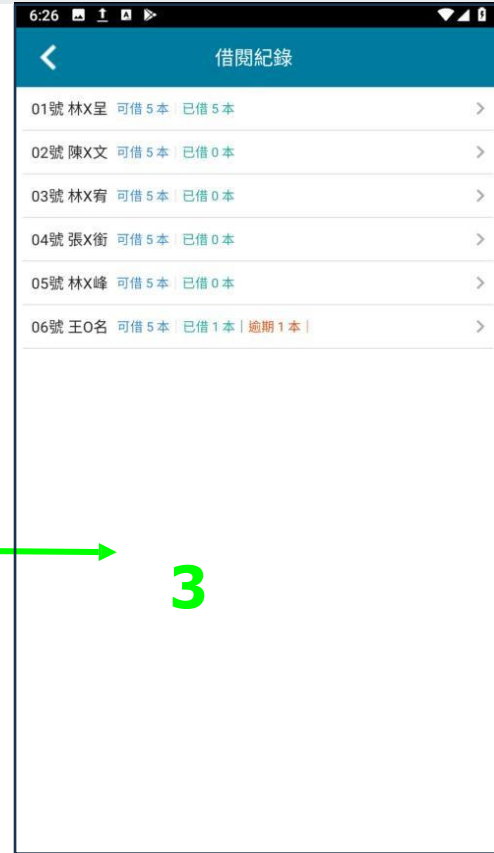 6:26
借閱紀錄
01號 林X呈 可借 5 本 | 已借 5 本
02號 陳X文 可借 5 本 | 已借 0 本
03號 林X宥 可借 5 本 | 已借 0 本
04號 張X銜 可借 5 本 | 已借 0 本
05號 林X峰 可借 5 本 | 已借 0 本
06號 王O名 可借 5 本 | 已借 1 本 | 逾期 1 本 |
3